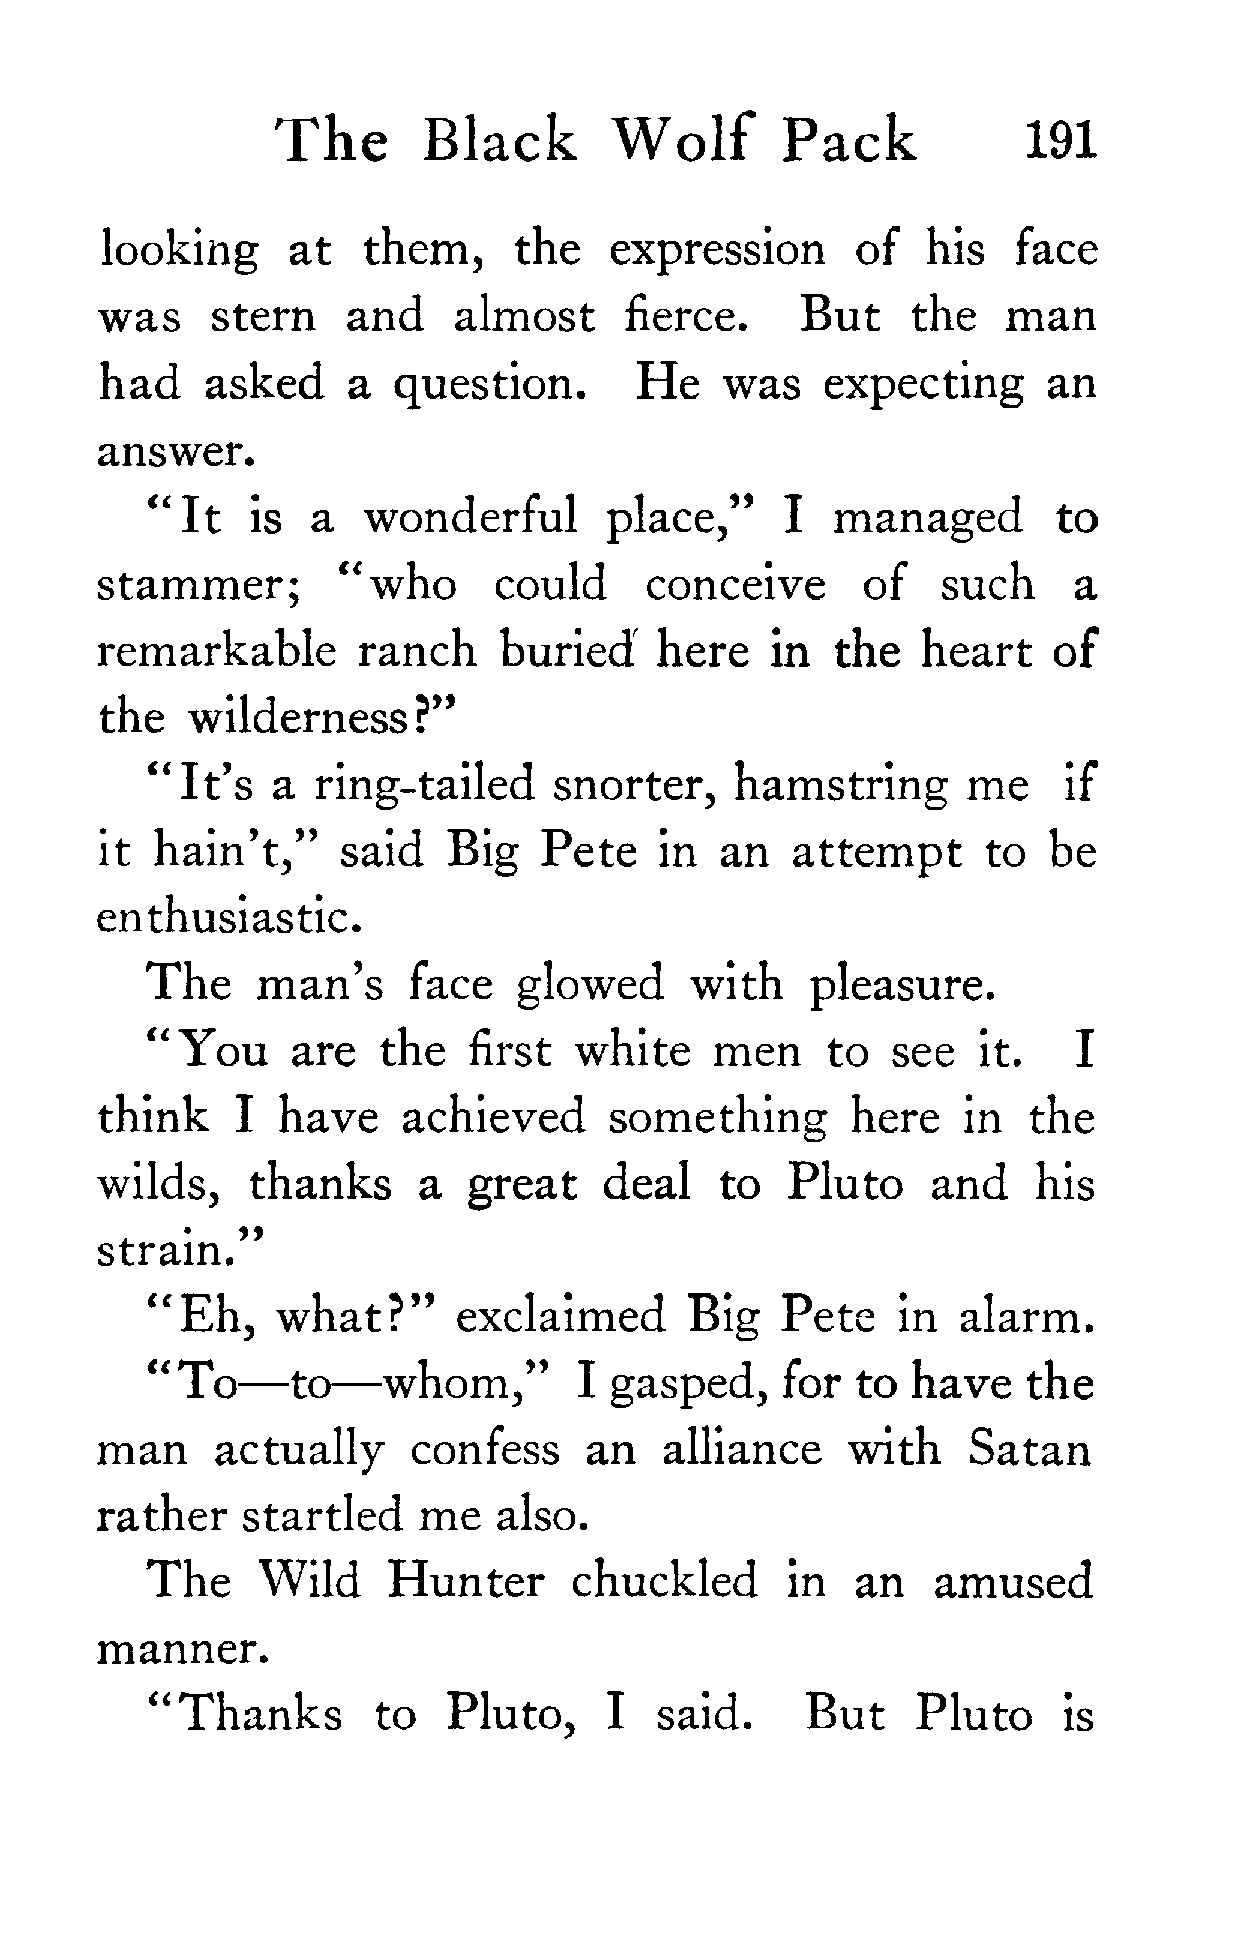 The Black Wolf Pack 191
looking at them, the expression of his face
was stern and almost fierce. But the man
had asked a question. He was expecting an
answer.
“It is a wonderful place,” I managed to
stammer; “who could conceive of such a
remarkable ranch buried here in the heart of
the wilderness?”
“It’s a ring-tailed snorter, hamstring me if
it hain’t,” said Big Pete in an attempt to be
enthusiastic.
The man’s face glowed with pleasure.
“You are the first white men to see it. I
think I have achieved something here in the
wilds, thanks a great deal to Pluto and his
strain.”
“Eh, what?” exclaimed Big Pete in alarm.
“To—to—whom,” I gasped, for to have the
man actually confess an alliance with Satan
rather startled me also.
The Wild Hunter chuckled in an amused
manner.
“Thanks to Pluto, I said. But Pluto is